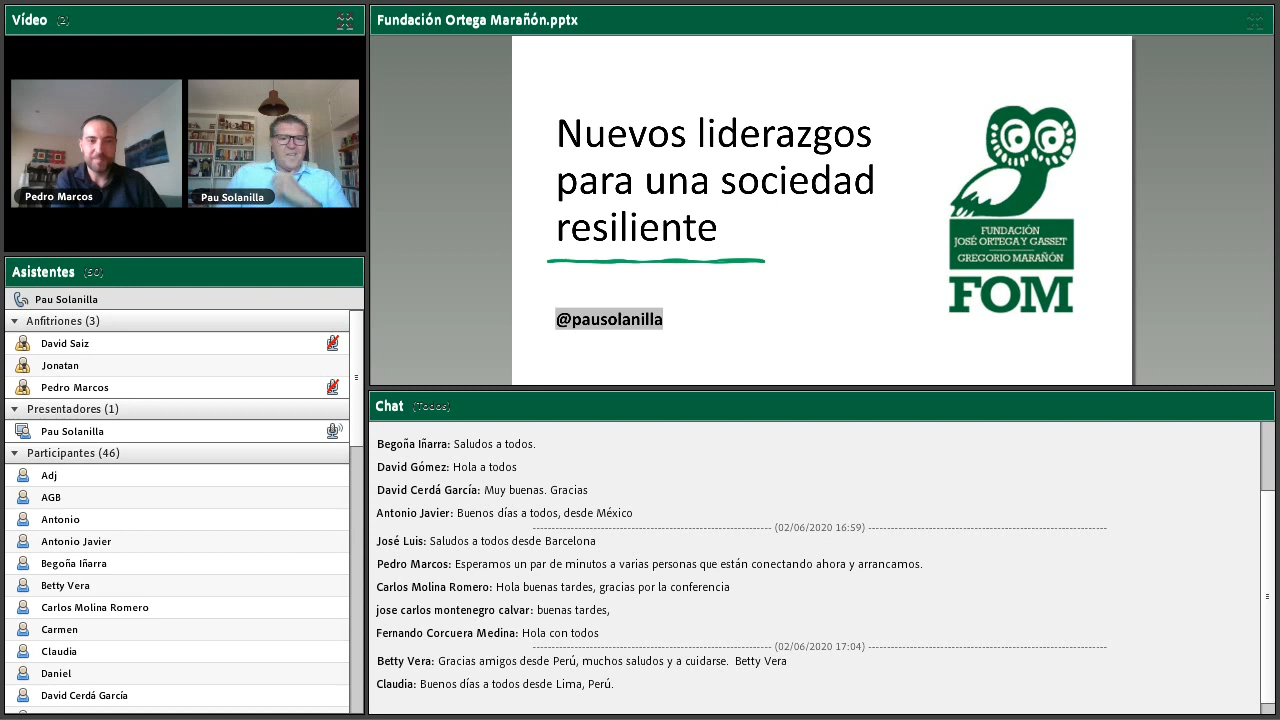 Vídeo (2)
Pedro Marcos
Pau Solanilla
Asistentes (50)
Pau Solanilla
Anfitriones (3)
David Saiz
Jonatan
Pedro Marcos
Presentadores (1)
Pau Solanilla
Participantes (46)
Adj
AGB
Antonio
Antonio Javier
Begoña Iñarra
Betty Vera
Carlos Molina Romero
Carmen
Claudia
Daniel
David Cerdá García
Fundación Ortega Marañón.pptx
Nuevos liderazgos
para una sociedad
resiliente
@pausolanilla
FUNDACIÓN
JOSÉ ORTEGA Y GASSET
GREGORIO MARAÑÓN
FOM
Chat (Todos)
Begoña Iñarra: Saludos a todos.
David Gómez: Hola a todos
David Cerdá García: Muy buenas. Gracias
Antonio Javier: Buenos días a todos, desde México
(02/06/2020 16:59)
José Luis: Saludos a todos desde Barcelona
Pedro Marcos: Esperamos un par de minutos a varias personas que están conectando ahora y arrancamos.
Carlos Molina Romero: Hola buenas tardes, gracias por la conferencia
jose carlos montenegro calvar: buenas tardes,
Fernando Corcuera Medina: Hola con todos
(02/06/2020 17:04)
Betty Vera: Gracias amigos desde Perú, muchos saludos y a cuidarse. Betty Vera
Claudia: Buenos días a todos desde Lima, Perú.